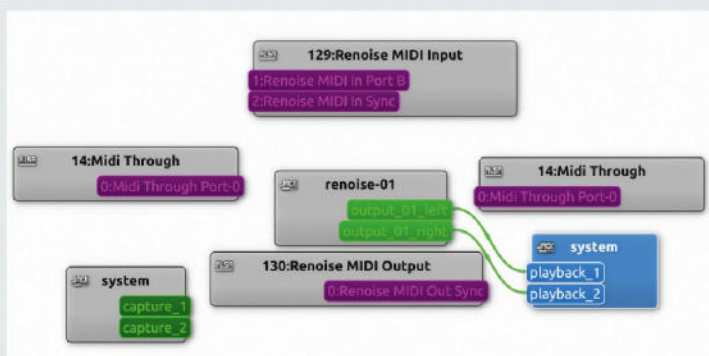 129:Renoise MIDI Input
1:Renoise MIDI In Port B
2:Renoise MIDI In Sync
14:Midi Through
0:Midi Through Port-0
renoise-01
output_01_left
output_01_right
14:Midi Through
0:Midi Through Port-0
130:Renoise MIDI Output
0:Renoise MIDI Out Sync
system
playback_1
playback_2
system
capture_1
capture_2